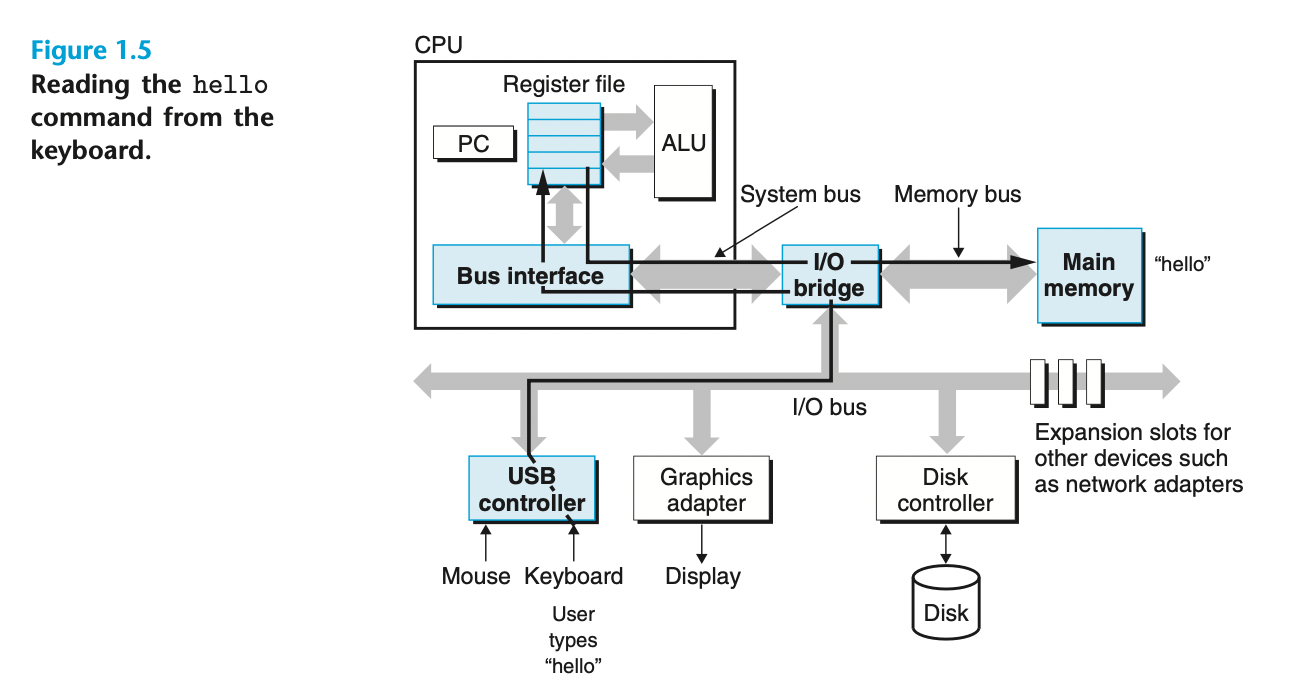 Figure 1.5
Reading the hello
command from the
keyboard.
CPU
Register file
PC
ALU
System bus
Memory bus
Bus interface
I/O
bridge
Main
memory
“hello”
I/O bus
Expansion slots for
other devices such
as network adapters
USB
controller
Graphics
adapter
Disk
controller
Mouse
Keyboard
Display
Disk
User
types
“hello”